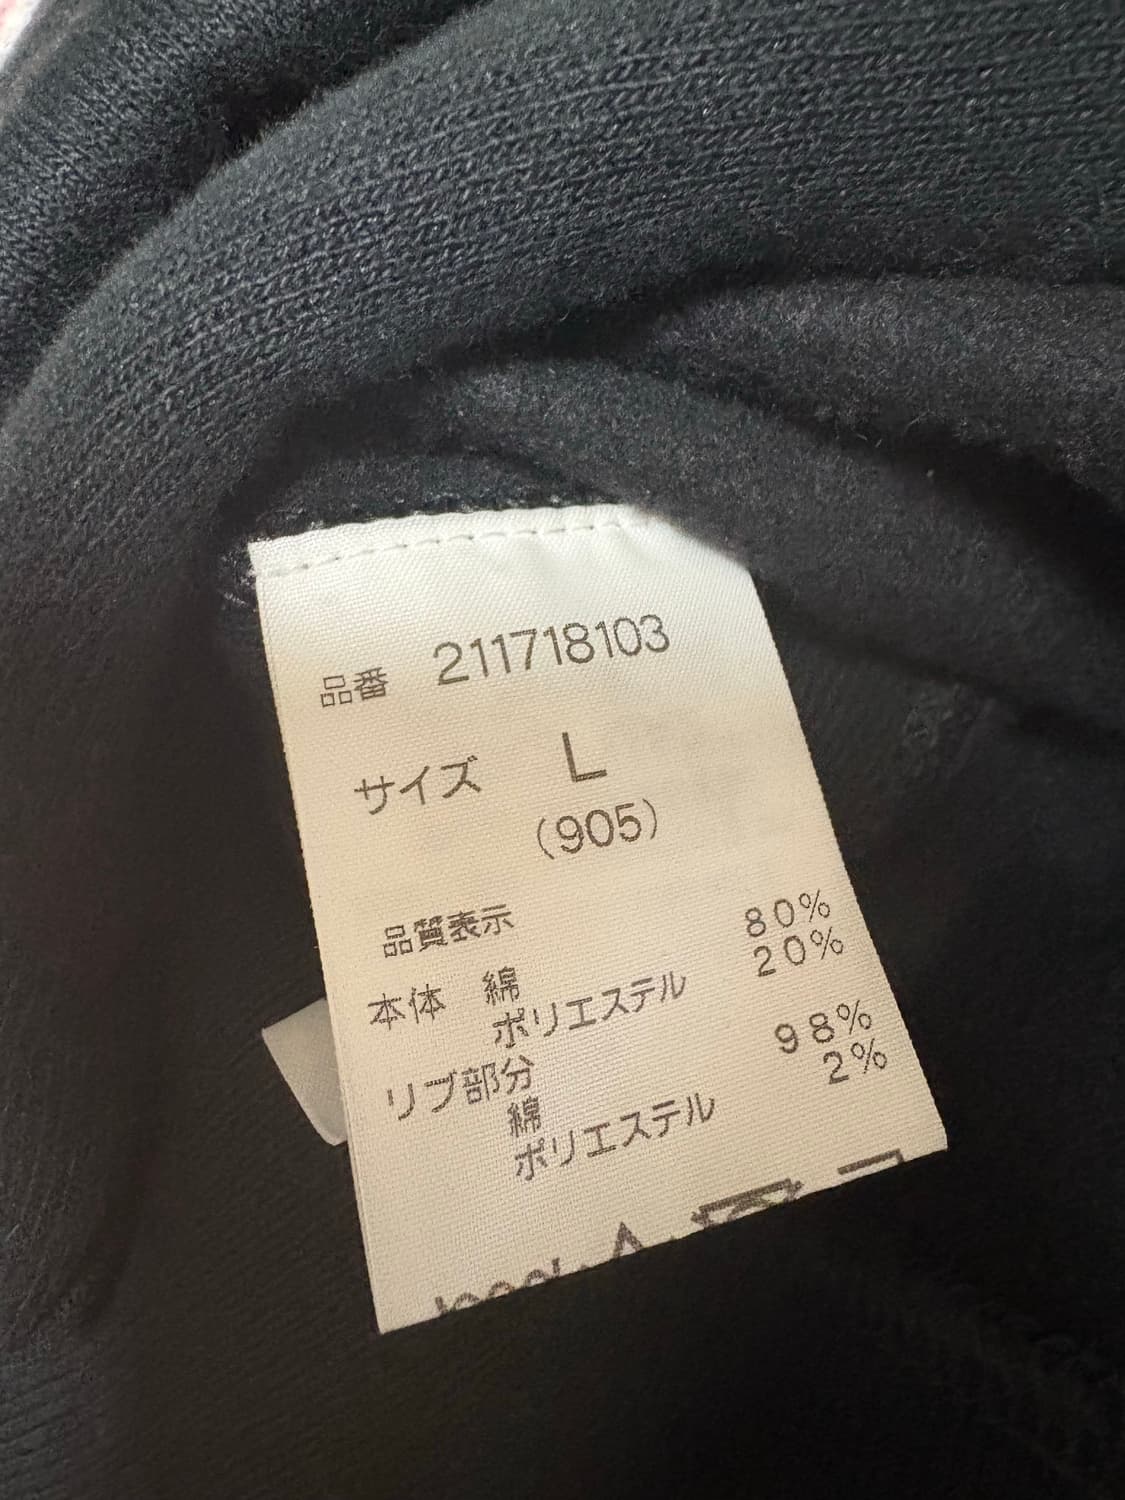 品番 211718103
サイズ L
(905)
品質表示
本体 綿 80%
ポリエステル 20%
リブ部分
綿 98%
ポリエステル 2%